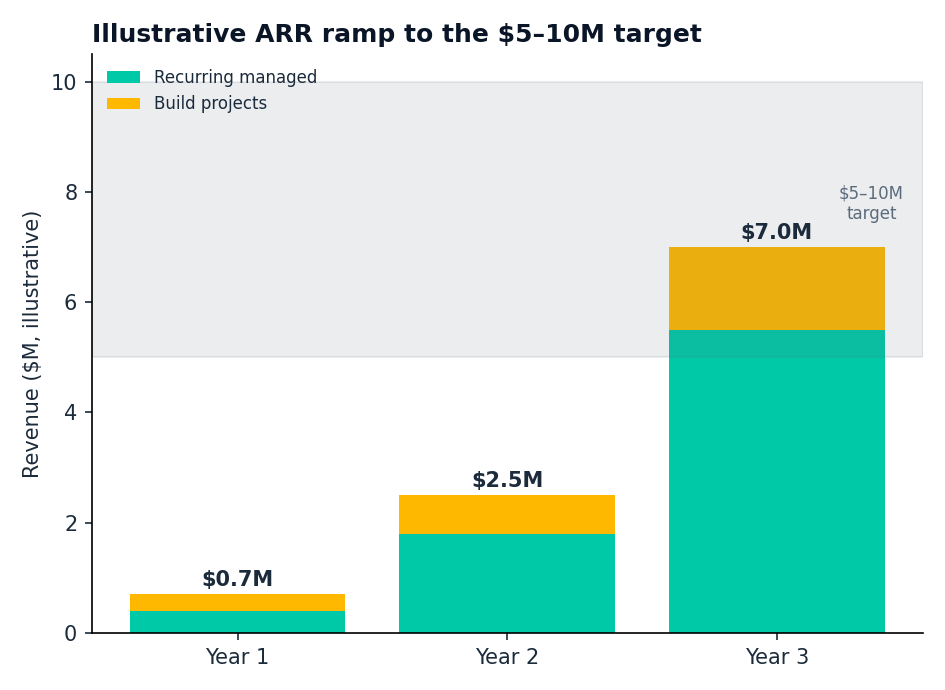 Illustrative ARR ramp to the $5–10M target
Recurring managed
Build projects
Revenue ($M, illustrative)
10
8
6
4
2
0
$5–10M
target
$7.0M
$2.5M
$0.7M
Year 1
Year 2
Year 3